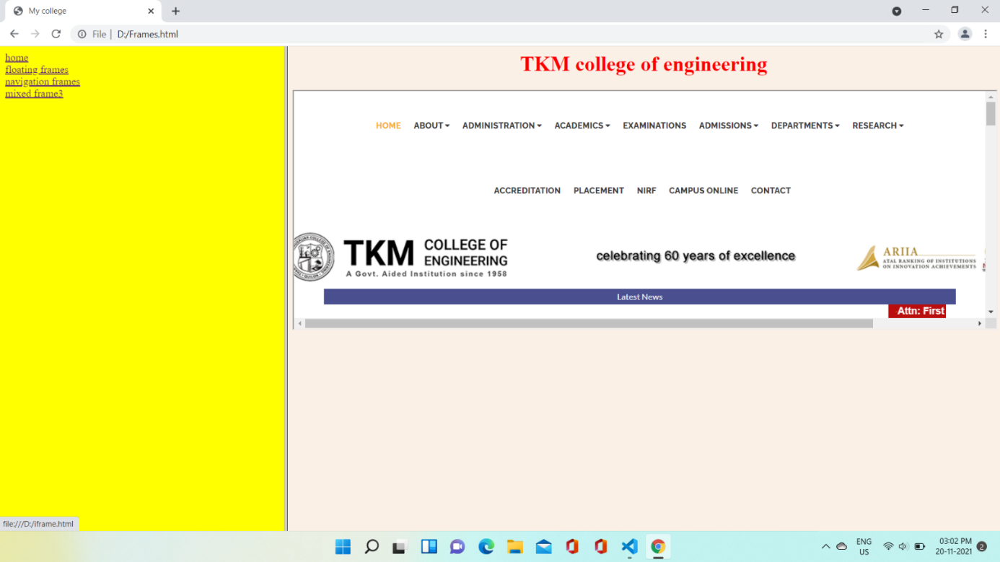 My college
File | D:/Frames.html
home
floating frames
navigation frames
mixed frame3
TKM college of engineering
HOME ABOUT ADMINISTRATION ACADEMICS EXAMINATIONS ADMISSIONS DEPARTMENTS RESEARCH
ACCREDITATION PLACEMENT NIRF CAMPUS ONLINE CONTACT
TKM COLLEGE OF ENGINEERING
A Govt. Aided Institution since 1958
celebrating 60 years of excellence
ARIIA
ATAL RANKING OF INSTITUTIONS
ON INNOVATION ACHIEVEMENTS
Latest News
Attn: First
file:///D:/iframe.html
ENG
US
03:02 PM
20-11-2021
2